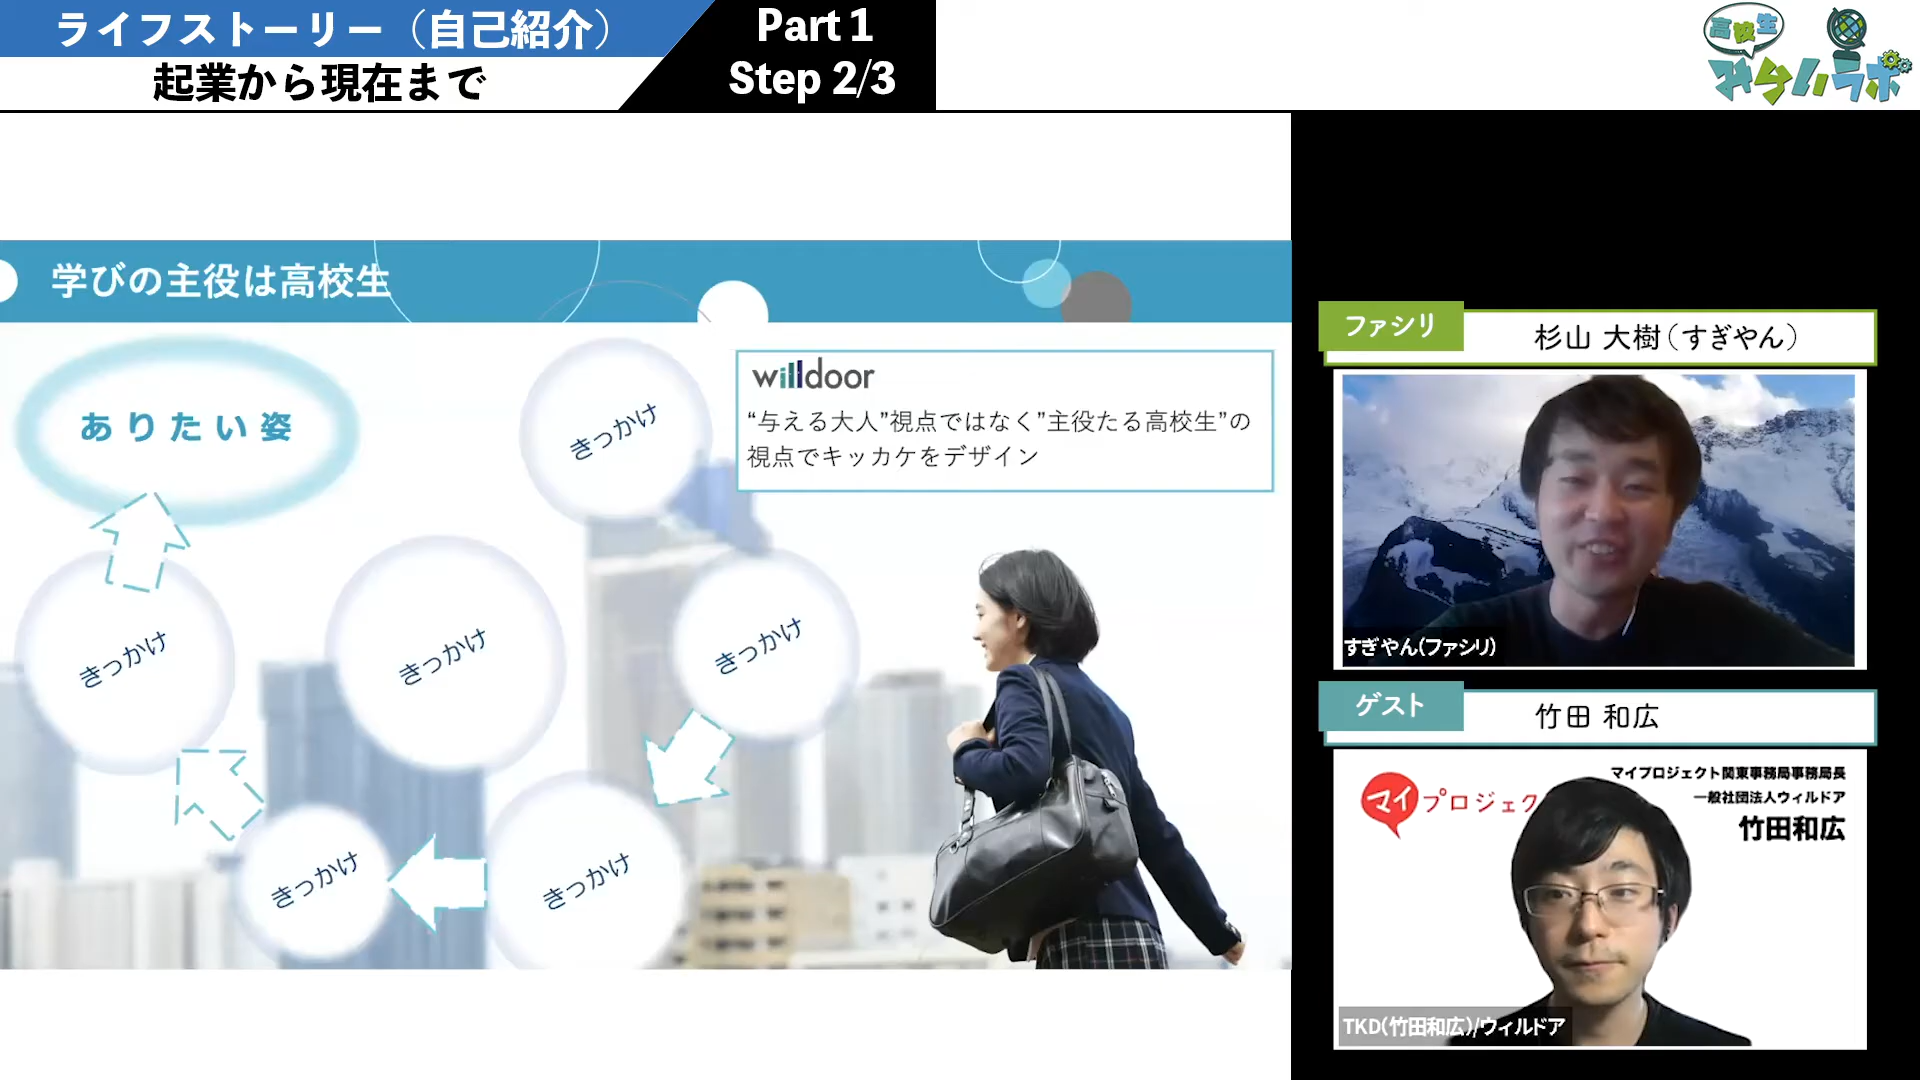 ライフストーリー（自己紹介）
起業から現在まで
Part 1
Step 2/3
高校生
みらいラボ
学びの主役は高校生
ありたい姿
きっかけ
willdoor
“与える大人”視点ではなく”主役たる高校生”の
視点でキッカケをデザイン
きっかけ
きっかけ
きっかけ
きっかけ
きっかけ
ファシリ
杉山 大樹（すぎやん）
すぎやん(ファシリ)
ゲスト
竹田 和広
マイプロジェク
マイプロジェクト関東事務局事務局長
一般社団法人ウィルドア
竹田和広
TKD(竹田和広)/ウィルドア